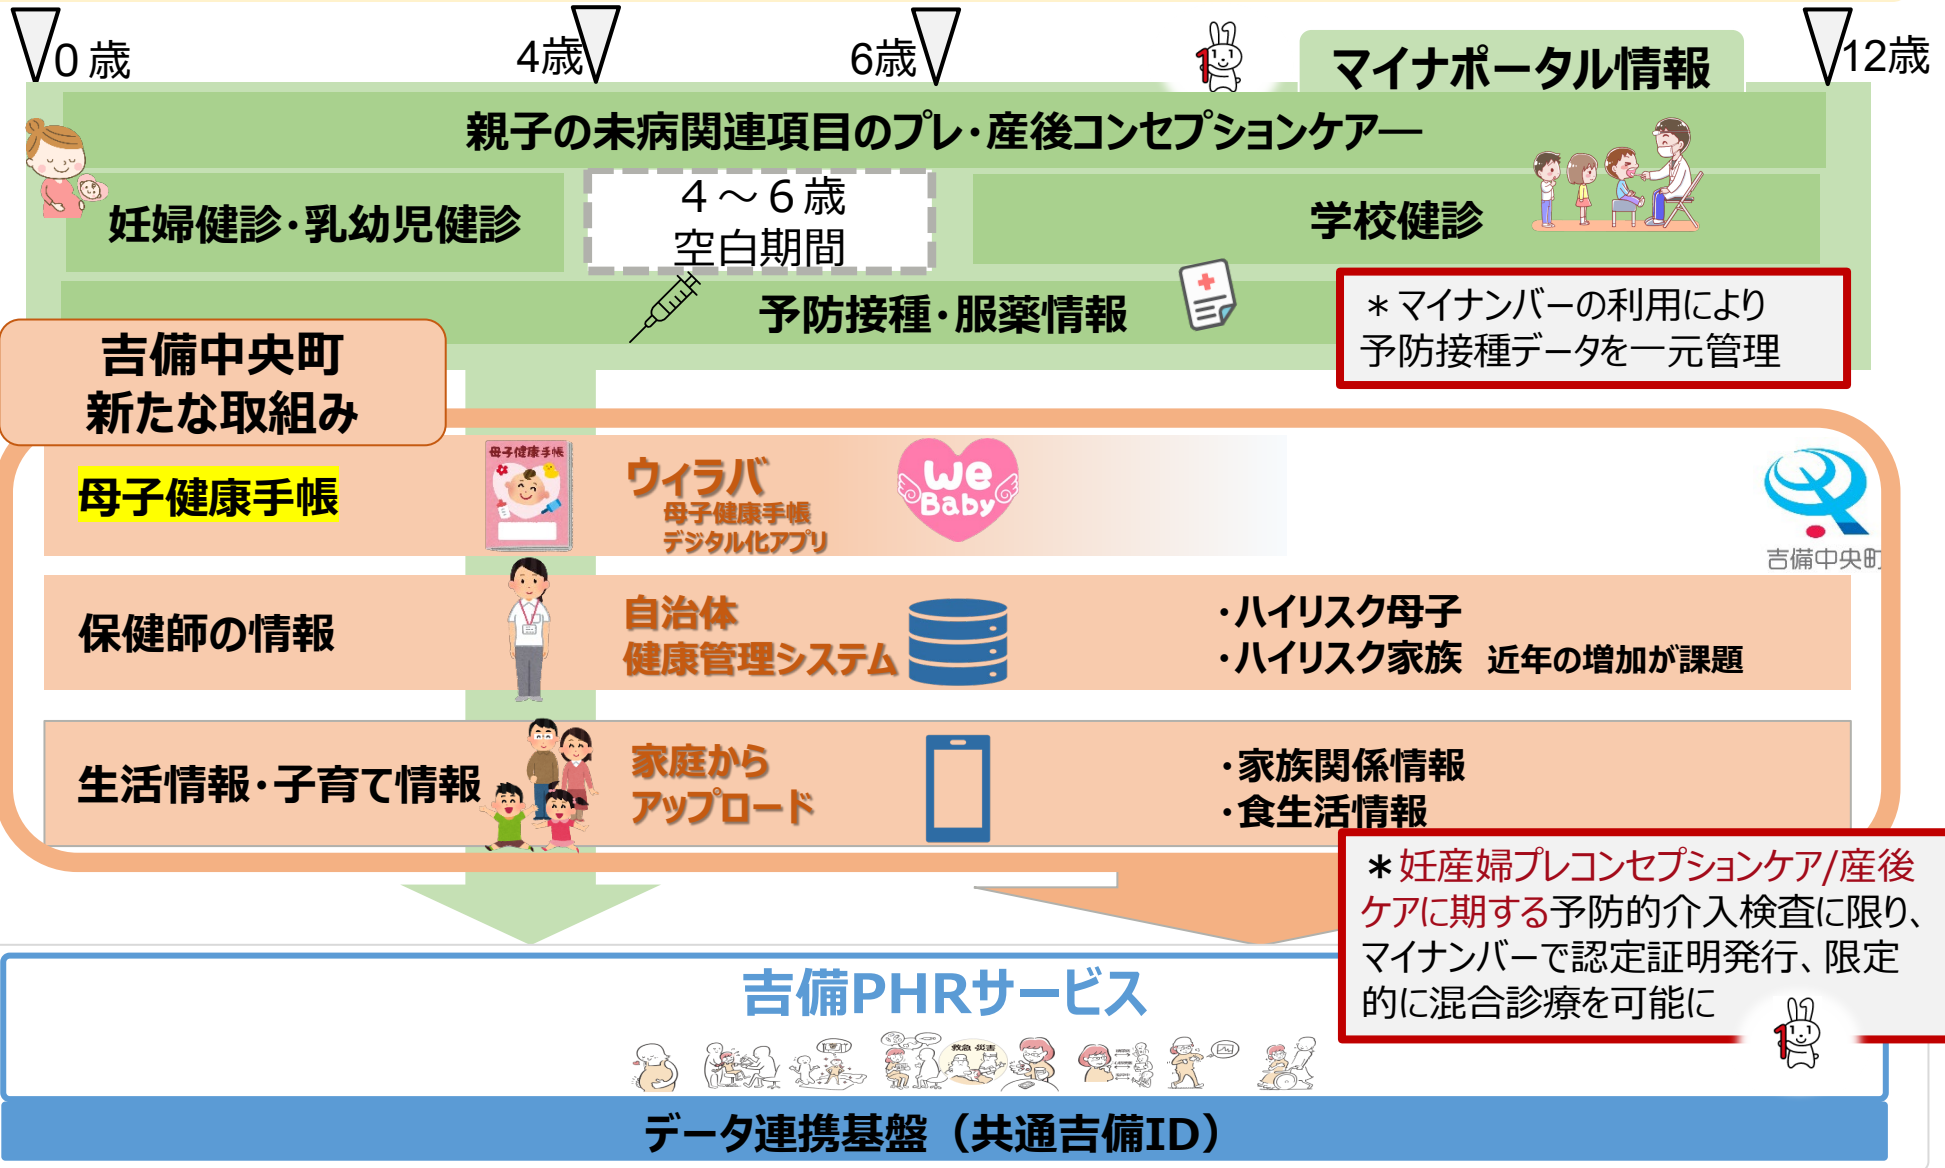 0歳
4歳
6歳
12歳
マイナポータル情報
親子の未病関連項目のプレ・産後コンセプションケアー
妊婦健診・乳幼児健診
4～6歳
空白期間
学校健診
予防接種・服薬情報
＊マイナンバーの利用により
予防接種データを一元管理
吉備中央町
新たな取組み
母子健康手帳
母子健康手帳
ウィラバ
母子健康手帳
デジタル化アプリ
We
Baby
吉備中央町
保健師の情報
自治体
健康管理システム
・ハイリスク母子
・ハイリスク家族 近年の増加が課題
生活情報・子育て情報
家庭から
アップロード
・家族関係情報
・食生活情報
＊妊産婦プレコンセプションケア/産後
ケアに期する予防的介入検査に限り、
マイナンバーで認定証明発行、限定
的に混合診療を可能に
吉備PHRサービス
救急 災害
データ連携基盤（共通吉備ID）